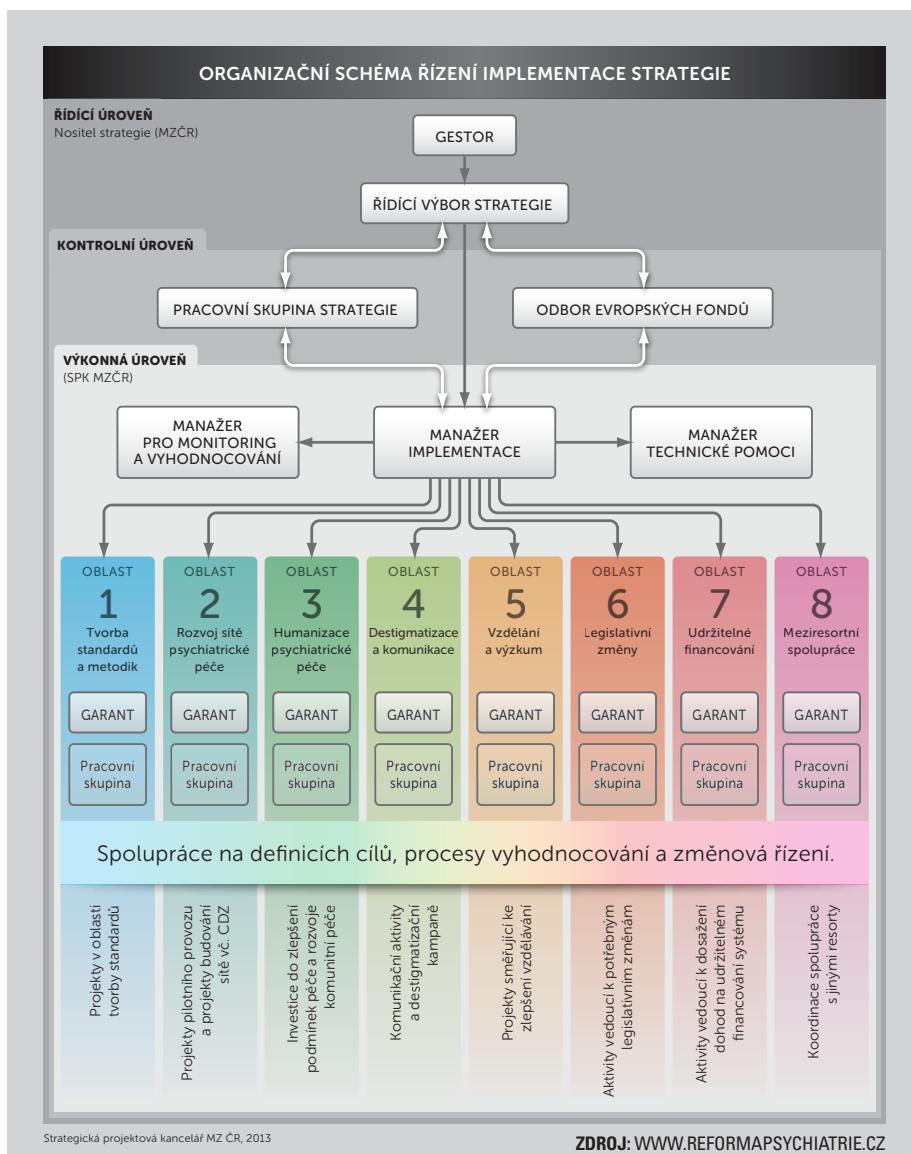 ORGANIZAČNÍ SCHÉMA ŘÍZENÍ IMPLEMENTACE STRATEGIE
ŘÍDÍCÍ ÚROVEŇ
Nositel strategie (MZČR)
GESTOR
ŘÍDÍCÍ VÝBOR STRATEGIE
KONTROLNÍ ÚROVEŇ
PRACOVNÍ SKUPINA STRATEGIE
ODBOR EVROPSKÝCH FONDŮ
VÝKONNÁ ÚROVEŇ
(SPK MZČR)
MANAŽER
PRO MONITORING
A VYHODNOCOVÁNÍ
MANAŽER
IMPLEMENTACE
MANAŽER
TECHNICKÉ POMOCI
OBLAST
1
Tvorba
standardů
a metodik
GARANT
Pracovní
skupina
OBLAST
2
Rozvoj sítě
psychiatrické
péče
GARANT
Pracovní
skupina
OBLAST
3
Humanizace
psychiatrické
péče
GARANT
Pracovní
skupina
OBLAST
4
Destigmatizace
a komunikace
GARANT
Pracovní
skupina
OBLAST
5
Vzdělání
a výzkum
GARANT
Pracovní
skupina
OBLAST
6
Legislativní
změny
GARANT
Pracovní
skupina
OBLAST
7
Udržitelné
financování
GARANT
Pracovní
skupina
OBLAST
8
Meziresortní
spolupráce
GARANT
Pracovní
skupina
Spolupráce na definicích cílů, procesy vyhodnocování a změnová řízení.
Projekty v oblasti
tvorby standardů
Projekty pilotního provozu
a projekty budování
sítě vč. CDZ
Investice do zlepšení
podmínek péče a rozvoje
komunitní péče
Komunikační aktivity
a destigmatizační
kampaně
Projekty směřující ke
zlepšení vzdělávání
Aktivity vedoucí k potřebným
legislativním změnám
Aktivity vedoucí k dosažení
dohod na udržitelném
financování systému
Koordinace spolupráce
s jinými resorty
Strategická projektová kancelář MZ ČR, 2013
ZDROJ: WWW.REFORMAPSYCHIATRIE.CZ